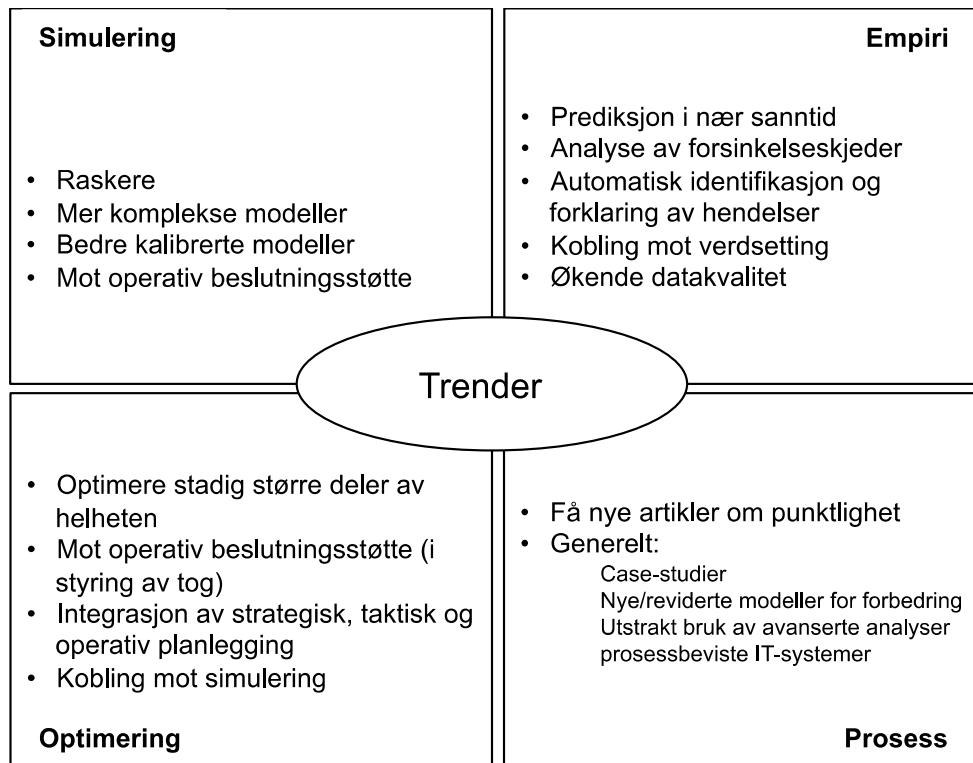 Simulering
• Raskere
• Mer komplekse modeller
• Bedre kalibrerte modeller
• Mot operativ beslutningsstøtte
Empiri
• Prediksjon i nær sanntid
• Analyse av forsinkelseskjeder
• Automatisk identifikasjon og
forklaring av hendelser
• Kobling mot verdsetting
• Økende datakvalitet
Trender
• Optimere stadig større deler av
helheten
• Mot operativ beslutningsstøtte (i
styring av tog)
• Integrasjon av strategisk, taktisk og
operativ planlegging
• Kobling mot simulering
Optimering
• Få nye artikler om punktlighet
• Generelt:
Case-studier
Nye/reviderte modeller for forbedring
Utstrakt bruk av avanserte analyser
prosessbeviste IT-systemer
Prosess